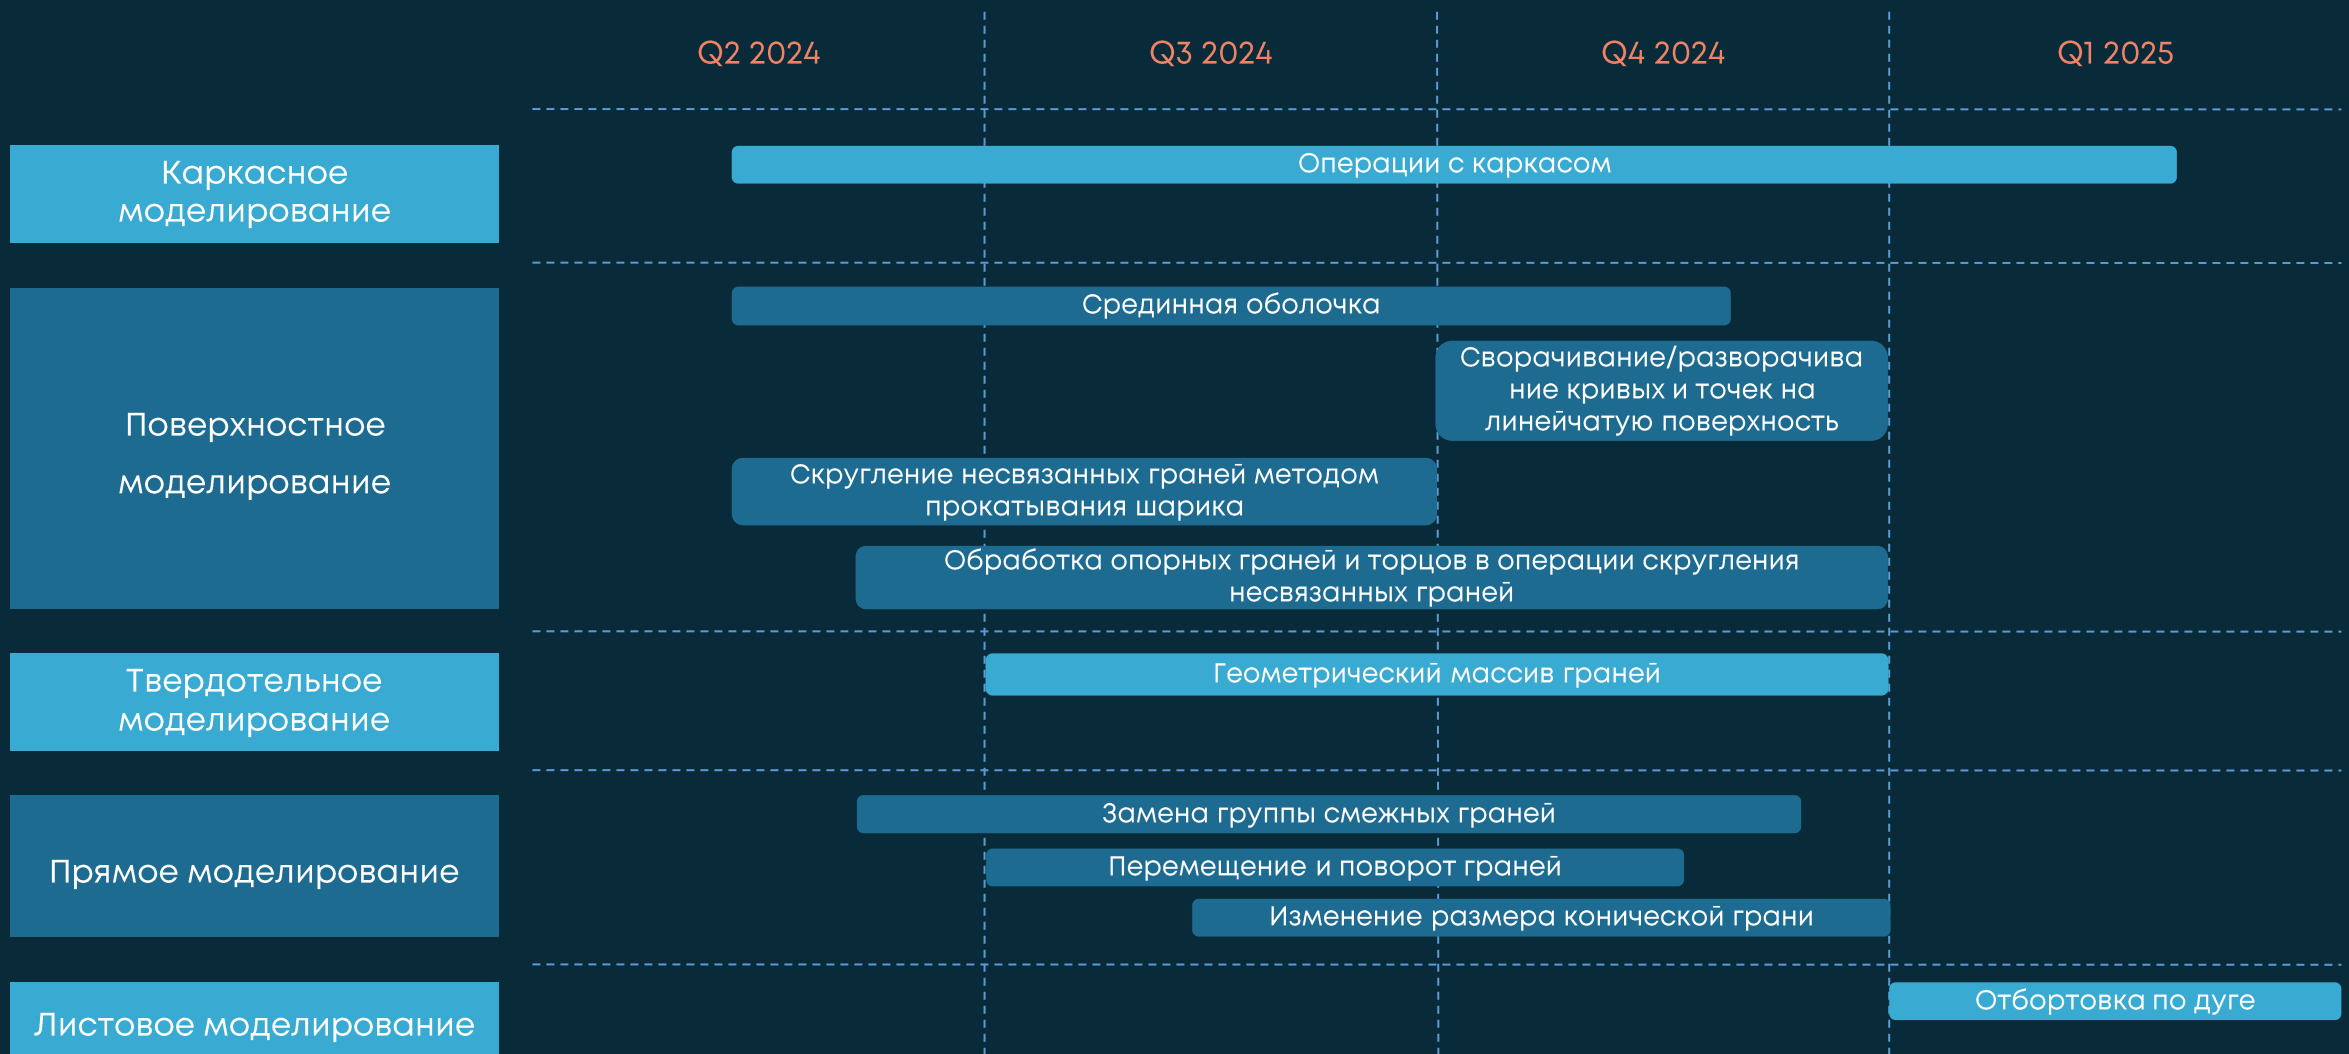 Q2 2024
Q3 2024
Q4 2024
Q1 2025
Каркасное
моделирование
Операции с каркасом
Поверхностное
моделирование
Срединная оболочка
Сворачивание/разворачива
ние кривых и точек на
линейчатую поверхность
Скругление несвязанных граней методом
прокатывания шарика
Обработка опорных граней и торцов в операции скругления
несвязанных граней
Твердотельное
моделирование
Геометрический массив граней
Прямое моделирование
Замена группы смежных граней
Перемещение и поворот граней
Изменение размера конической грани
Листовое моделирование
Отбортовка по дуге